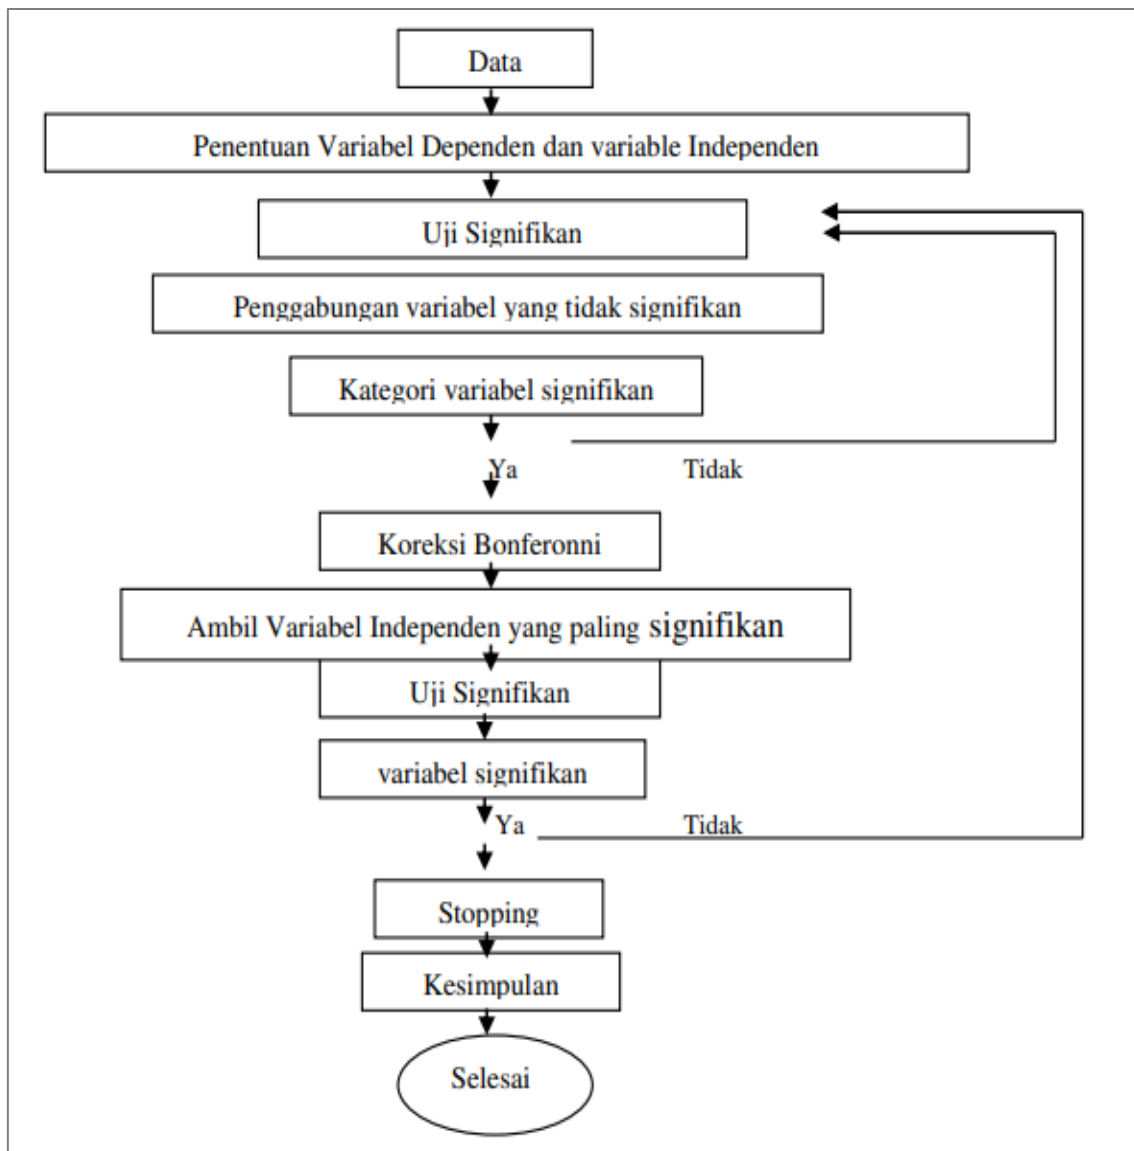 Data
Penentuan Variabel Dependen dan variable Independen
Uji Signifikan
Penggabungan variabel yang tidak signifikan
Kategori variabel signifikan
Ya
Tidak
Koreksi Bonferonni
Ambil Variabel Independen yang paling signifikan
Uji Signifikan
variabel signifikan
Ya
Tidak
Stopping
Kesimpulan
Selesai